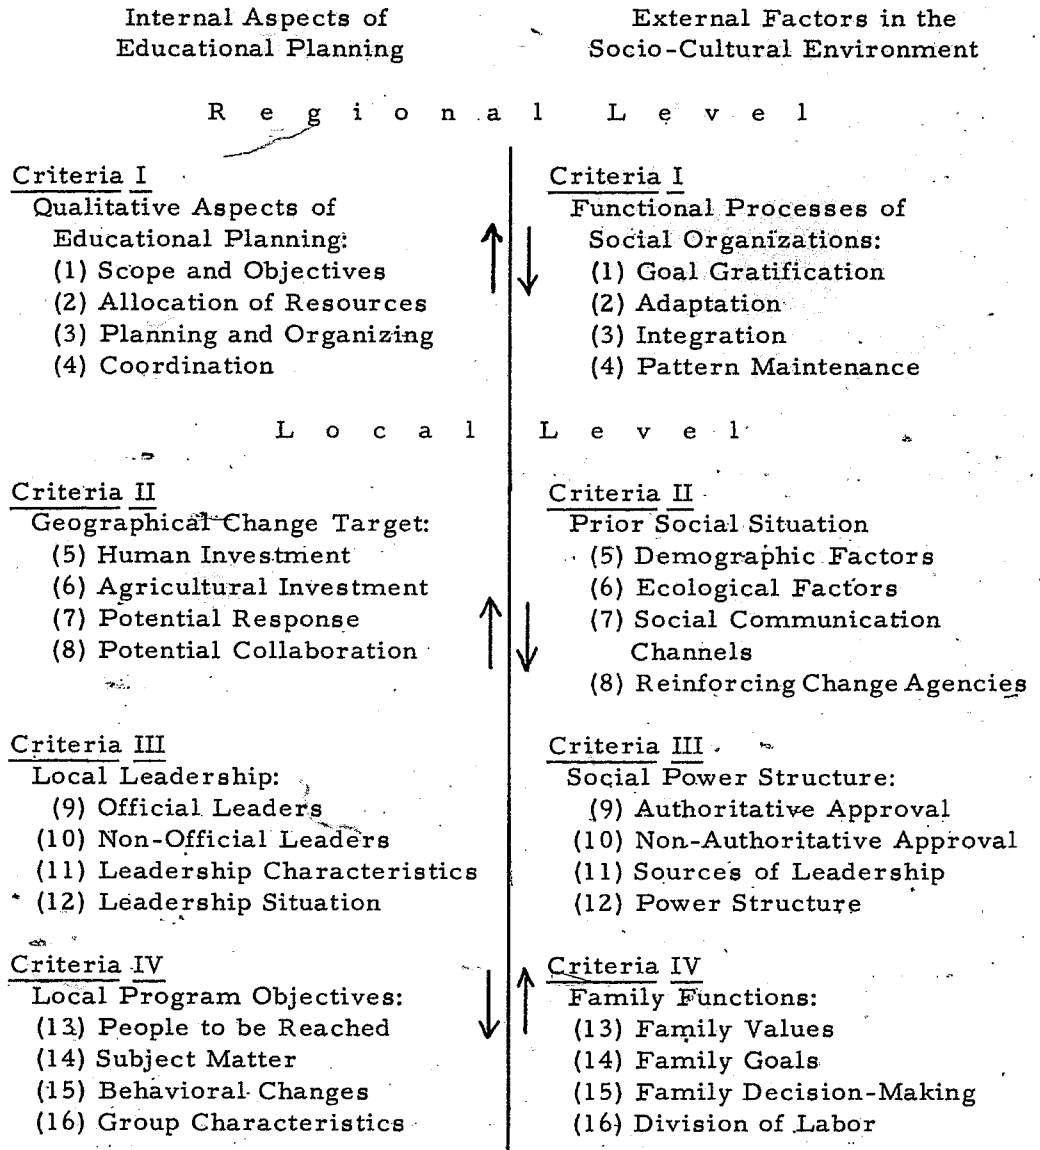 Internal Aspects of
Educational Planning
External Factors in the
Socio-Cultural Environment
Regional Level
Criteria I
Qualitative Aspects of
Educational Planning:
(1) Scope and Objectives
(2) Allocation of Resources
(3) Planning and Organizing
(4) Coordination
Criteria I
Functional Processes of
Social Organizations:
(1) Goal Gratification
(2) Adaptation
(3) Integration
(4) Pattern Maintenance
Local Level
Criteria II
Geographical Change Target:
(5) Human Investment
(6) Agricultural Investment
(7) Potential Response
(8) Potential Collaboration
Criteria II
Prior Social Situation
(5) Demographic Factors
(6) Ecological Factors
(7) Social Communication
Channels
(8) Reinforcing Change Agencies
Criteria III
Local Leadership:
(9) Official Leaders
(10) Non-Official Leaders
(11) Leadership Characteristics
(12) Leadership Situation
Criteria III
Social Power Structure:
(9) Authoritative Approval
(10) Non-Authoritative Approval
(11) Sources of Leadership
(12) Power Structure
Criteria IV
Local Program Objectives:
(13) People to be Reached
(14) Subject Matter
(15) Behavioral Changes
(16) Group Characteristics
Criteria IV
Family Functions:
(13) Family Values
(14) Family Goals
(15) Family Decision-Making
(16) Division of Labor